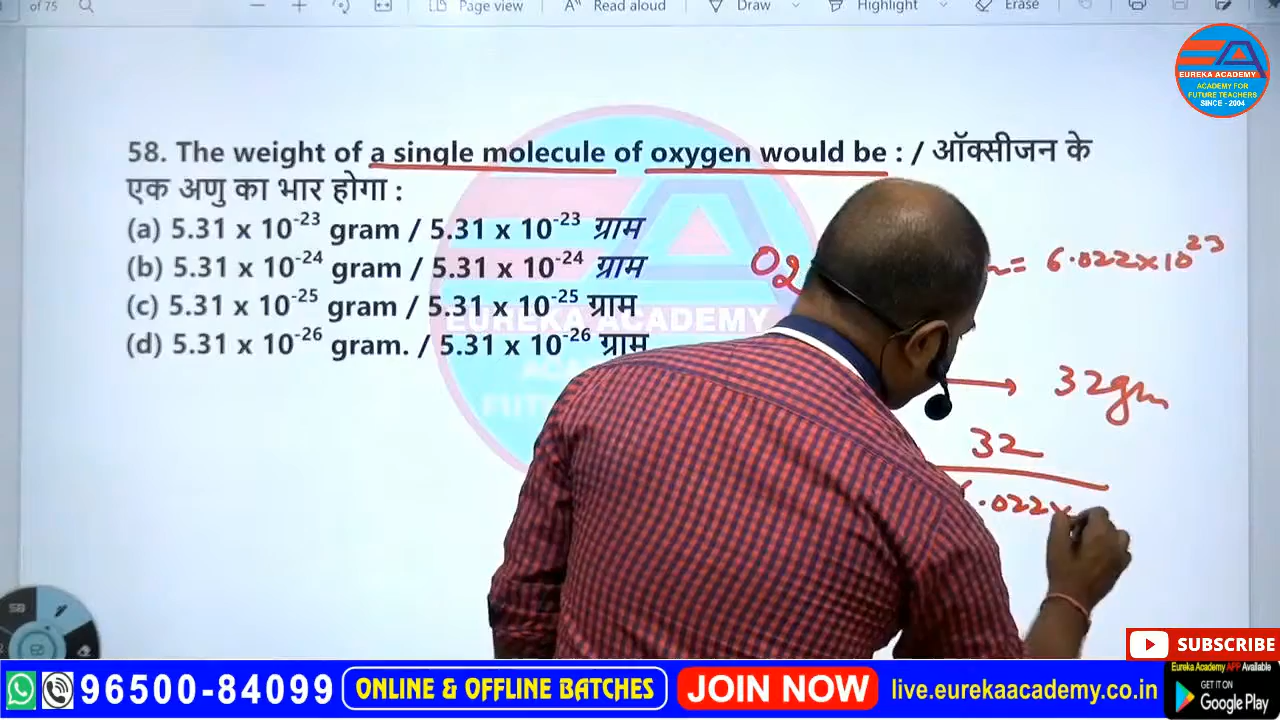 of 75
Page view
Read aloud
Draw
Highlight
Erase
EUREKA ACADEMY
ACADEMY FOR
FUTURE TEACHERS
SINCE - 2004
58. The weight of a single molecule of oxygen would be : / ऑक्सीजन के
एक अणु का भार होगा :
(a) 5.31 x 10⁻²³ gram / 5.31 x 10⁻²³ ग्राम
(b) 5.31 x 10⁻²⁴ gram / 5.31 x 10⁻²⁴ ग्राम
(c) 5.31 x 10⁻²⁵ gram / 5.31 x 10⁻²⁵ ग्राम
(d) 5.31 x 10⁻²⁶ gram. / 5.31 x 10⁻²⁶ ग्राम
EUREKA ACADEMY
O2
= 6.022x10²³
32gm
32
6.022x
SUBSCRIBE
96500-84099
ONLINE & OFFLINE BATCHES
JOIN NOW
live.eurekaacademy.co.in
Eureka Academy APP Available
GET IT ON
Google Play